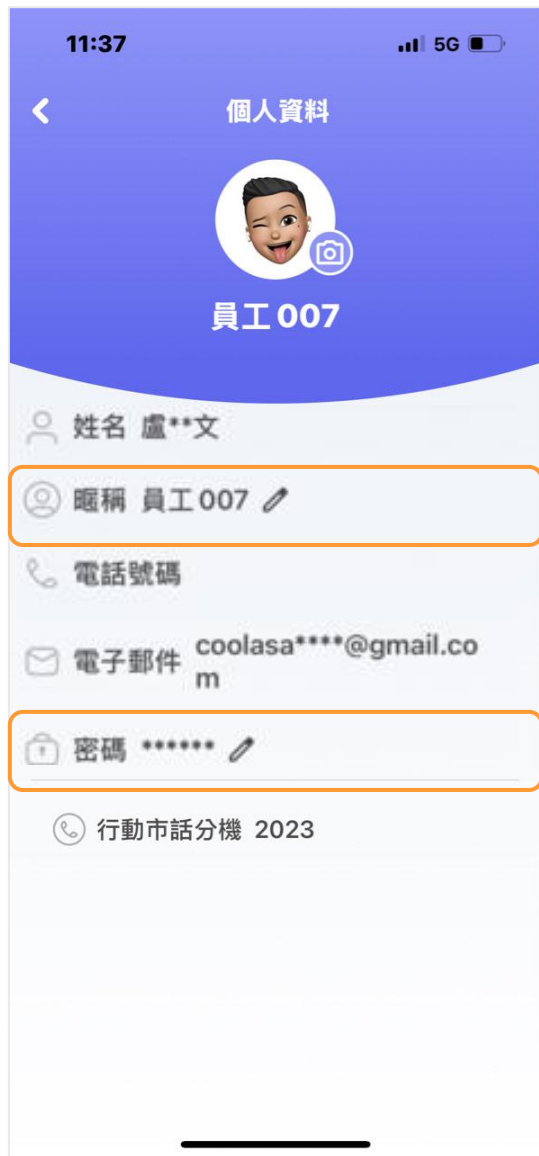 11:37 5G
個人資料
員工 007
姓名 盧**文
暱稱 員工 007
電話號碼
電子郵件 coolasa****@gmail.co
m
密碼 ******
行動市話分機 2023